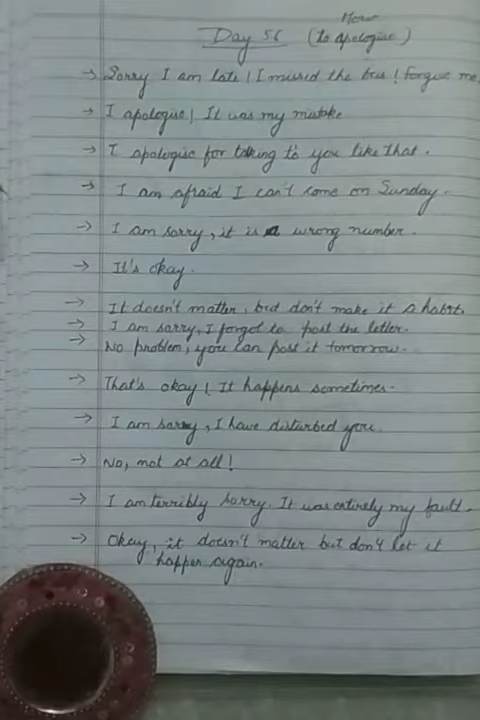 How
Day 56 (to apologise)
→ Sorry I am late! I missed the bus! Forgive me,
→ I apologise! It was my mistake
→ I apologise for talking to you like that.
→ I am afraid I can't come on Sunday.
→ I am sorry, it is a wrong number.
→ It's okay.
→ It doesn't matter, but don't make it a habit.
→ I am sorry, I forgot to post the letter.
→ No problem, you can post it tomorrow.
→ That's okay! It happens sometimes.
→ I am sorry, I have disturbed you.
→ No, not at all!
→ I am terribly sorry. It was entirely my fault.
→ Okay, it doesn't matter but don't let it
happen again.